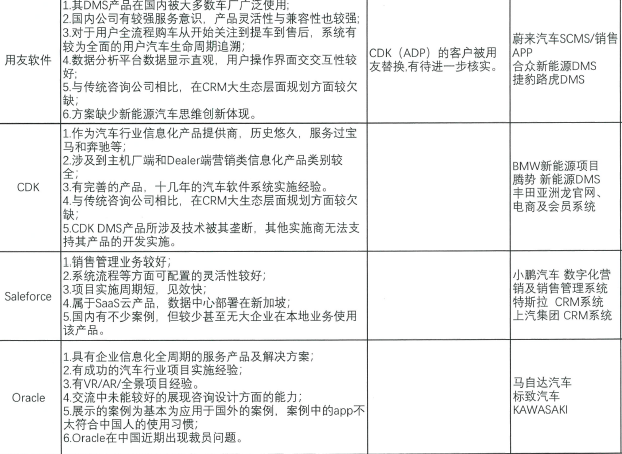 用友软件
1.其DMS产品在国内被大多数车厂广泛使用;
2.国内公司有较强服务意识，产品灵活性与兼容性也较强;
3.对于用户全流程购车从开始关注到提车到售后，系统有
较为全面的用户汽车生命周期追溯;
4.数据分析平台数据显示直观，用户操作界面交交互性较
好;
5.与传统咨询公司相比，在CRM大生态层面规划方面较欠
缺;
6.方案缺少新能源汽车思维创新体现。
CDK（ADP）的客户被用
友替换,有待进一步核实。
蔚来汽车SCMS/销售
APP
合众新能源DMS
捷豹路虎DMS
CDK
1.作为汽车行业信息化产品提供商，历史悠久，服务过宝
马和奔驰等;
2.涉及到主机厂端和Dealer端营销类信息化产品类别较
全;
3.有完善的产品，十几年的汽车软件系统实施经验。
4.与传统咨询公司相比，在CRM大生态层面规划方面较欠
缺;
5.CDK DMS产品所涉及技术被其垄断，其他实施商无法支
持其产品的开发实施。
BMW新能源项目
腾势 新能源DMS
丰田亚洲龙官网、
电商及会员系统
Saleforce
1.销售管理业务较好;
2.系统流程等方面可配置的灵活性较好;
3.项目实施周期短，见效快;
4.属于SaaS云产品，数据中心部署在新加坡;
5.国内有不少案例，但较少甚至无大企业在本地业务使用
该产品。
小鹏汽车 数字化营
销及销售管理系统
特斯拉 CRM系统
上汽集团 CRM系统
Oracle
1.具有企业信息化全周期的服务产品及解决方案;
2.有成功的汽车行业项目实施经验;
3.有VR/AR/全景项目经验。
4.交流中未能较好的展现咨询设计方面的能力;
5.展示的案例为基本为应用于国外的案例，案例中的app不
太符合中国人的使用习惯;
6.Oracle在中国近期出现裁员问题。
马自达汽车
标致汽车
KAWASAKI